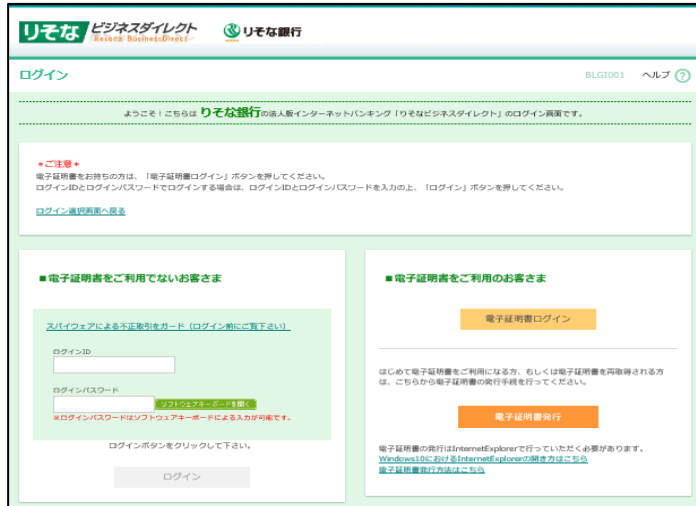 りそな ビジネスダイレクト りそな銀行
Resona BusinessDirect
ログイン BLGI001 ヘルプ ?
ようこそ！こちらは りそな銀行の法人版インターネットバンキング「りそなビジネスダイレクト」のログイン画面です。
＊ご注意＊
電子証明書をお持ちの方は、「電子証明書ログイン」ボタンを押してください。
ログインIDとログインパスワードでログインする場合は、ログインIDとログインパスワードを入力の上、「ログイン」ボタンを押してください。
ログイン選択画面へ戻る
■電子証明書をご利用でないお客さま
スパイウェアによる不正取引をガード（ログイン前にご覧下さい）
ログインID
ログインパスワード
ソフトウェアキーボードを開く
※ログインパスワードはソフトウェアキーボードによる入力が可能です。
ログインボタンをクリックして下さい。
ログイン
■電子証明書をご利用のお客さま
電子証明書ログイン
はじめて電子証明書をご利用になる方、もしくは電子証明書を再取得される方
は、こちらから電子証明書の発行手続を行ってください。
電子証明書発行
電子証明書の発行はInternetExplorerで行っていただく必要があります。
Windows10におけるInternetExplorerの開き方はこちら
電子証明書発行方法はこちら